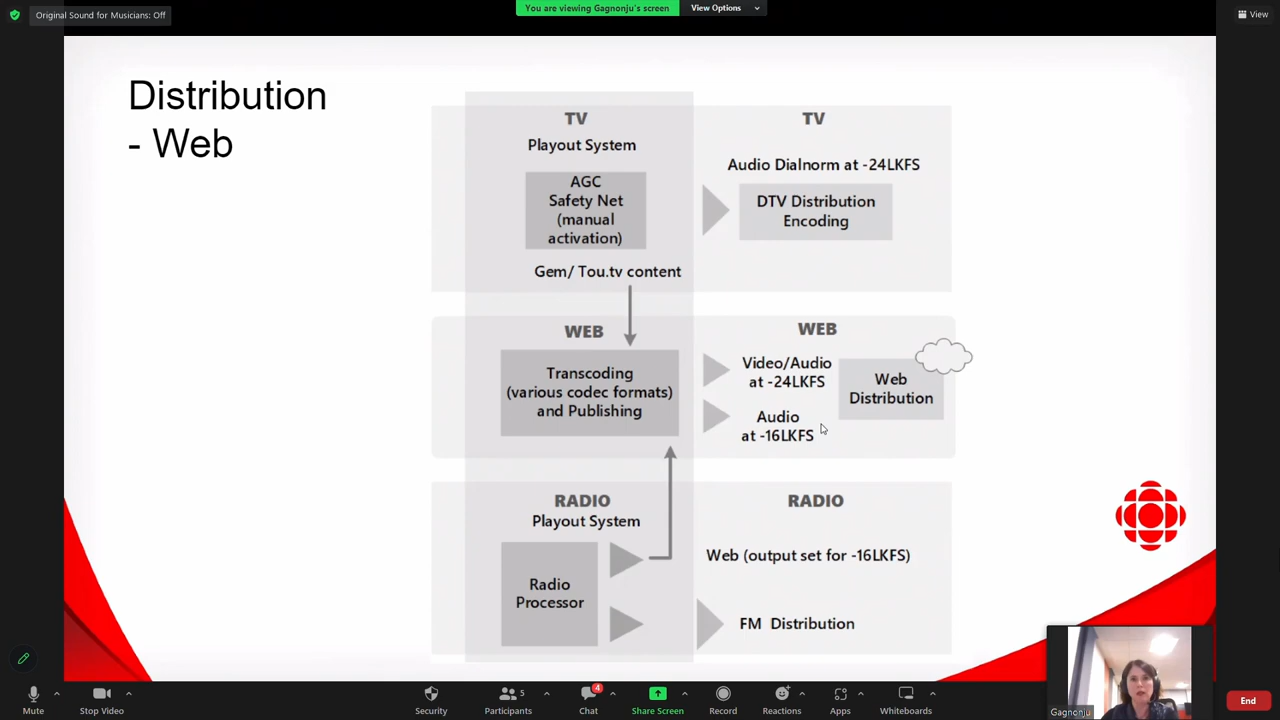 Original Sound for Musicians: Off
You are viewing Gagnonju's screen
View Options
View
Distribution
- Web
TV
Playout System
AGC
Safety Net
(manual
activation)
Gem/ Tou.tv content
TV
Audio Dialnorm at -24LKFS
DTV Distribution
Encoding
WEB
Transcoding
(various codec formats)
and Publishing
WEB
Video/Audio
at -24LKFS
Audio
at -16LKFS
Web
Distribution
RADIO
Playout System
Radio
Processor
RADIO
Web (output set for -16LKFS)
FM Distribution
Gagnonju
Mute
Stop Video
Security
5
Participants
4
Chat
Share Screen
Record
Reactions
Apps
Whiteboards
End